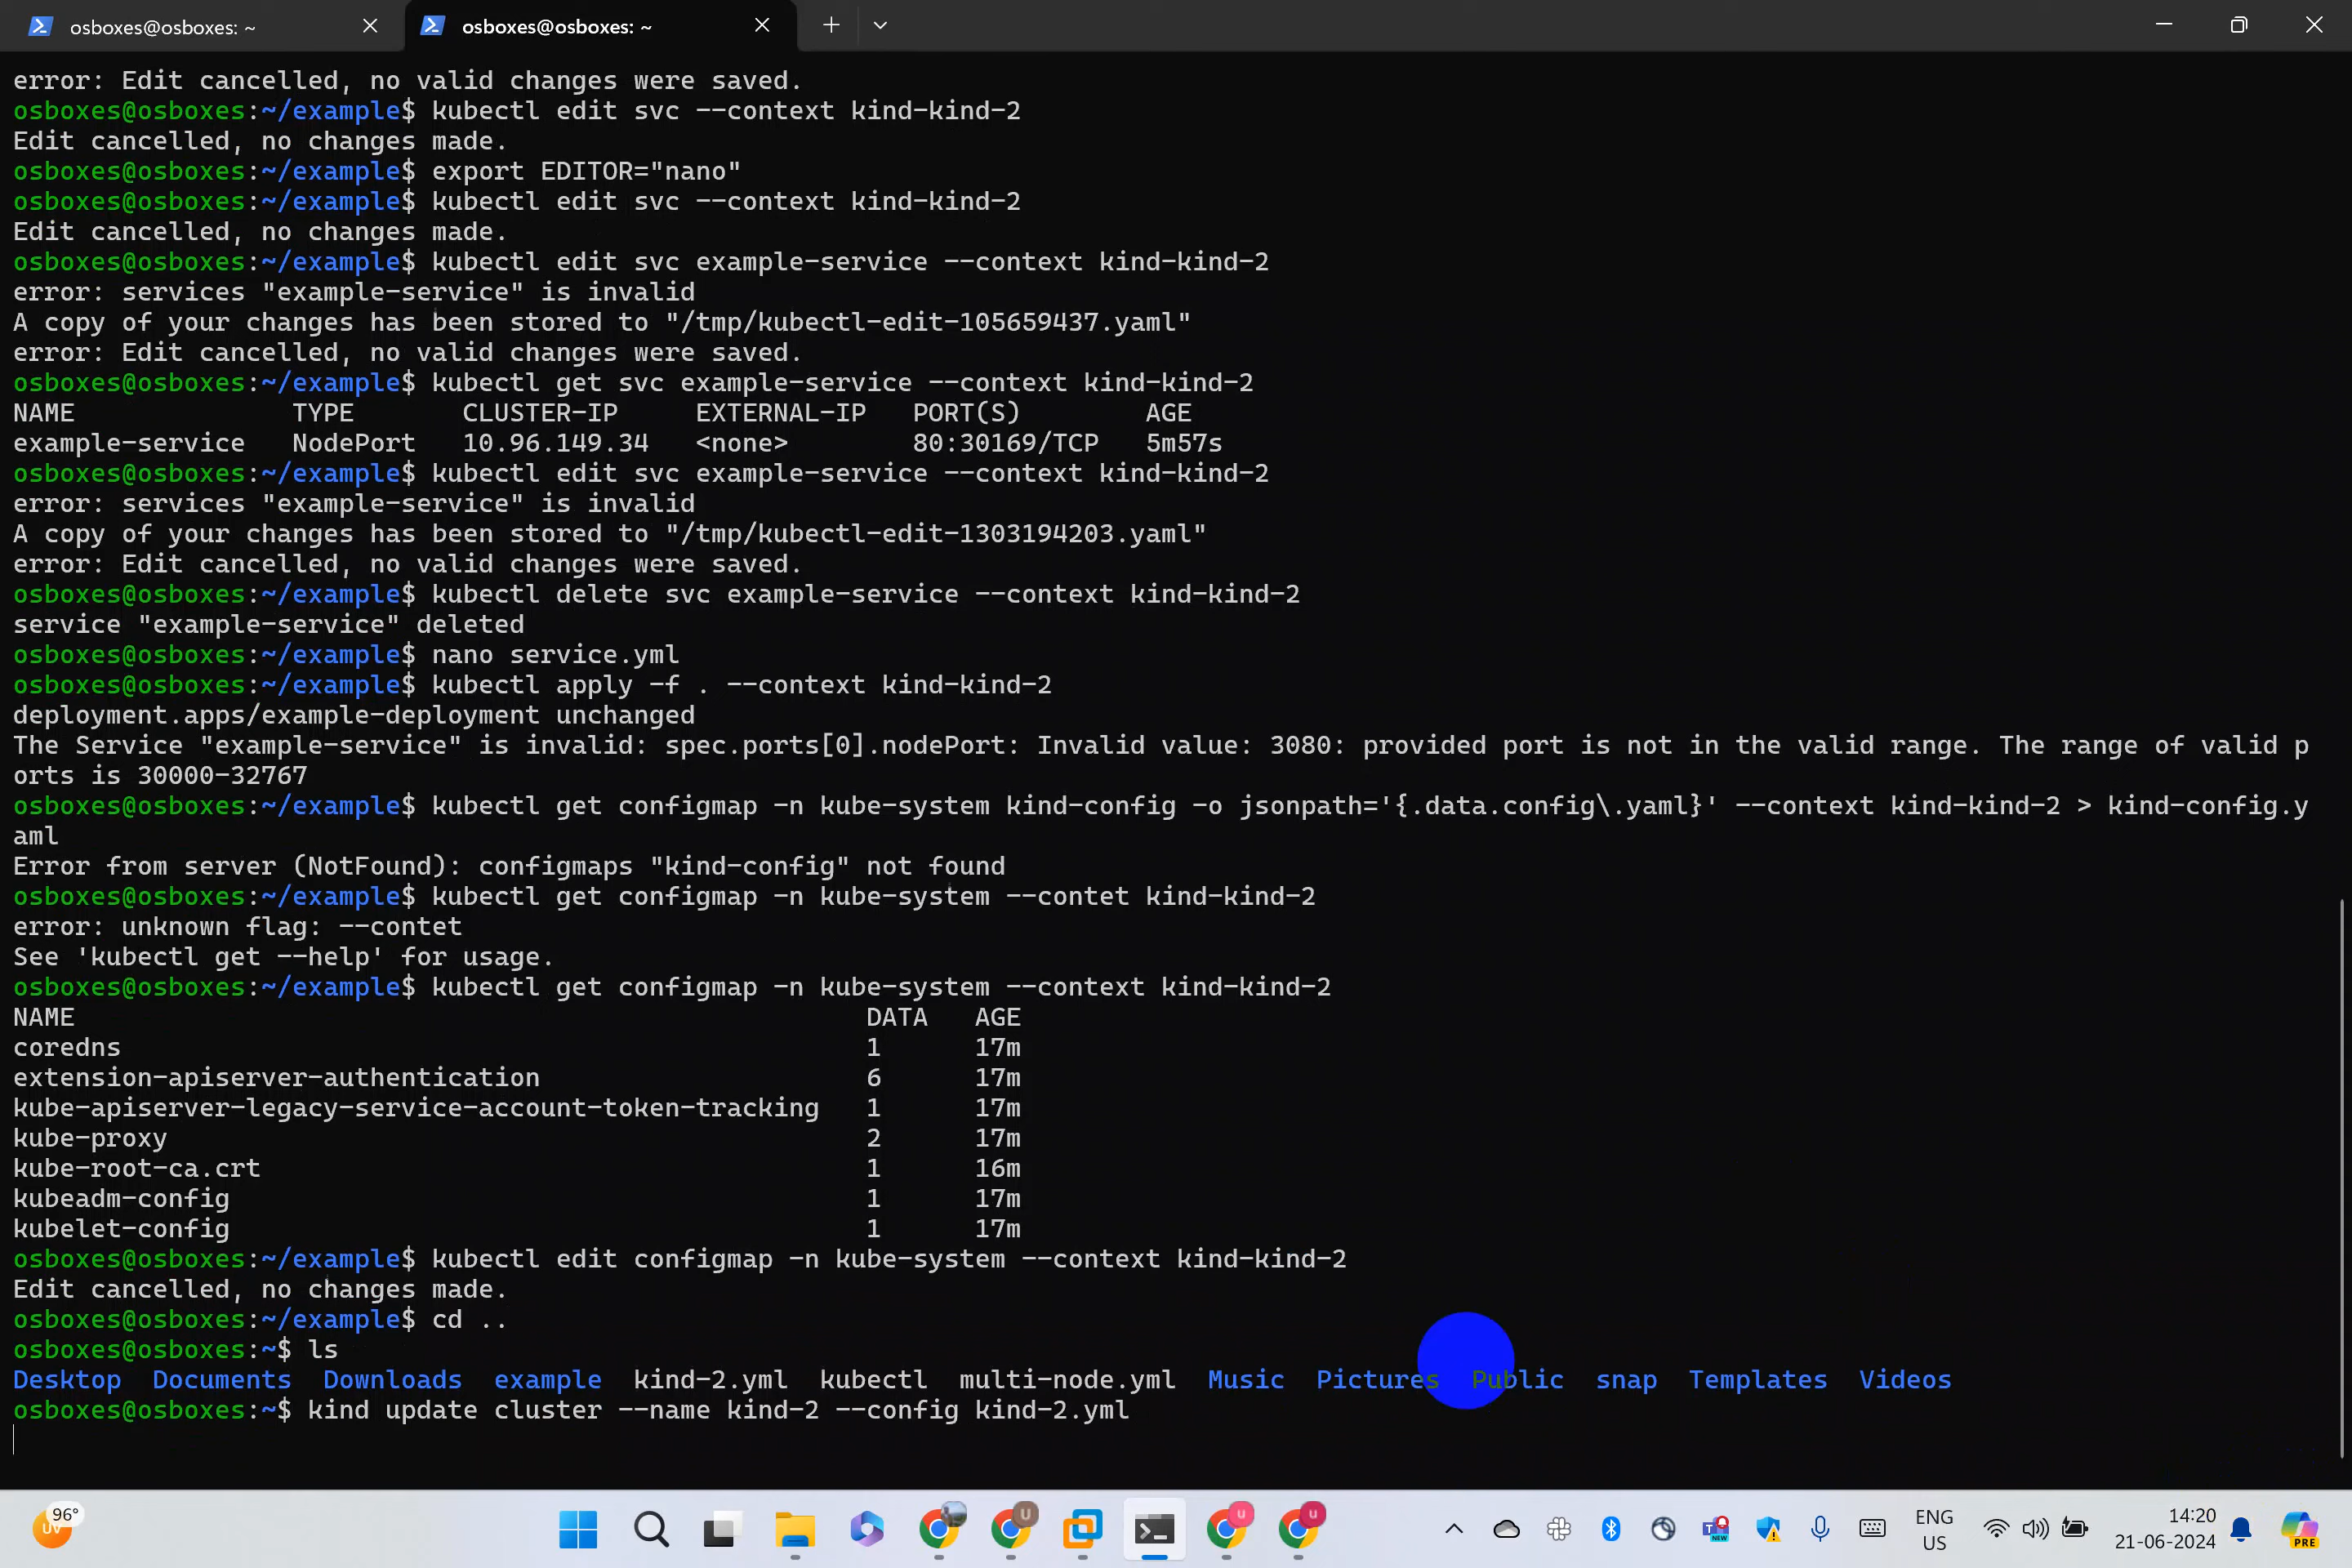 osboxes@osboxes: ~
osboxes@osboxes: ~
error: Edit cancelled, no valid changes were saved.
osboxes@osboxes:~/example$ kubectl edit svc --context kind-kind-2
Edit cancelled, no changes made.
osboxes@osboxes:~/example$ export EDITOR="nano"
osboxes@osboxes:~/example$ kubectl edit svc --context kind-kind-2
Edit cancelled, no changes made.
osboxes@osboxes:~/example$ kubectl edit svc example-service --context kind-kind-2
error: services "example-service" is invalid
A copy of your changes has been stored to "/tmp/kubectl-edit-105659437.yaml"
error: Edit cancelled, no valid changes were saved.
osboxes@osboxes:~/example$ kubectl get svc example-service --context kind-kind-2
NAME TYPE CLUSTER-IP EXTERNAL-IP PORT(S) AGE
example-service NodePort 10.96.149.34 <none> 80:30169/TCP 5m57s
osboxes@osboxes:~/example$ kubectl edit svc example-service --context kind-kind-2
error: services "example-service" is invalid
A copy of your changes has been stored to "/tmp/kubectl-edit-1303194203.yaml"
error: Edit cancelled, no valid changes were saved.
osboxes@osboxes:~/example$ kubectl delete svc example-service --context kind-kind-2
service "example-service" deleted
osboxes@osboxes:~/example$ nano service.yml
osboxes@osboxes:~/example$ kubectl apply -f . --context kind-kind-2
deployment.apps/example-deployment unchanged
The Service "example-service" is invalid: spec.ports[0].nodePort: Invalid value: 3080: provided port is not in the valid range. The range of valid p
orts is 30000-32767
osboxes@osboxes:~/example$ kubectl get configmap -n kube-system kind-config -o jsonpath='{.data.config\.yaml}' --context kind-kind-2 > kind-config.y
aml
Error from server (NotFound): configmaps "kind-config" not found
osboxes@osboxes:~/example$ kubectl get configmap -n kube-system --contet kind-kind-2
error: unknown flag: --contet
See 'kubectl get --help' for usage.
osboxes@osboxes:~/example$ kubectl get configmap -n kube-system --context kind-kind-2
NAME DATA AGE
coredns 1 17m
extension-apiserver-authentication 6 17m
kube-apiserver-legacy-service-account-token-tracking 1 17m
kube-proxy 2 17m
kube-root-ca.crt 1 16m
kubeadm-config 1 17m
kubelet-config 1 17m
osboxes@osboxes:~/example$ kubectl edit configmap -n kube-system --context kind-kind-2
Edit cancelled, no changes made.
osboxes@osboxes:~/example$ cd ..
osboxes@osboxes:~$ ls
Desktop Documents Downloads example kind-2.yml kubectl multi-node.yml Music Pictures Public snap Templates Videos
osboxes@osboxes:~$ kind update cluster --name kind-2 --config kind-2.yml
96°
UV
U
u
u
NEW
ENG
US
14:20
21-06-2024
PRE